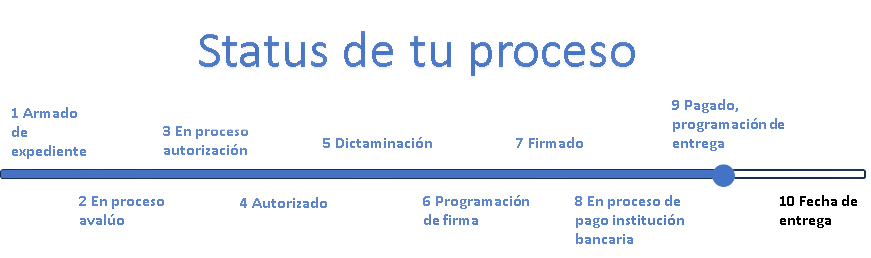 Status de tu proceso
1 Armado
de
expediente
2 En proceso
avalúo
3 En proceso
autorización
4 Autorizado
5 Dictaminación
6 Programación
de firma
7 Firmado
8 En proceso de
pago institución
bancaria
9 Pagado,
programación de
entrega
10 Fecha de
entrega